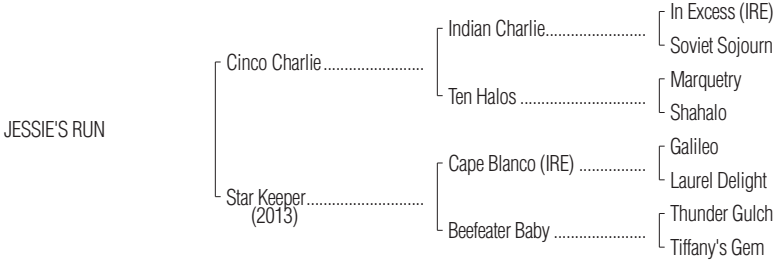 In Excess (IRE)
Indian Charlie........................
Soviet Sojourn
Cinco Charlie........................
Marquetry
Ten Halos..............................
Shahalo
JESSIE'S RUN
Galileo
Cape Blanco (IRE)................
Laurel Delight
Star Keeper............................
(2013)
Thunder Gulch
Beefeater Baby......................
Tiffany's Gem